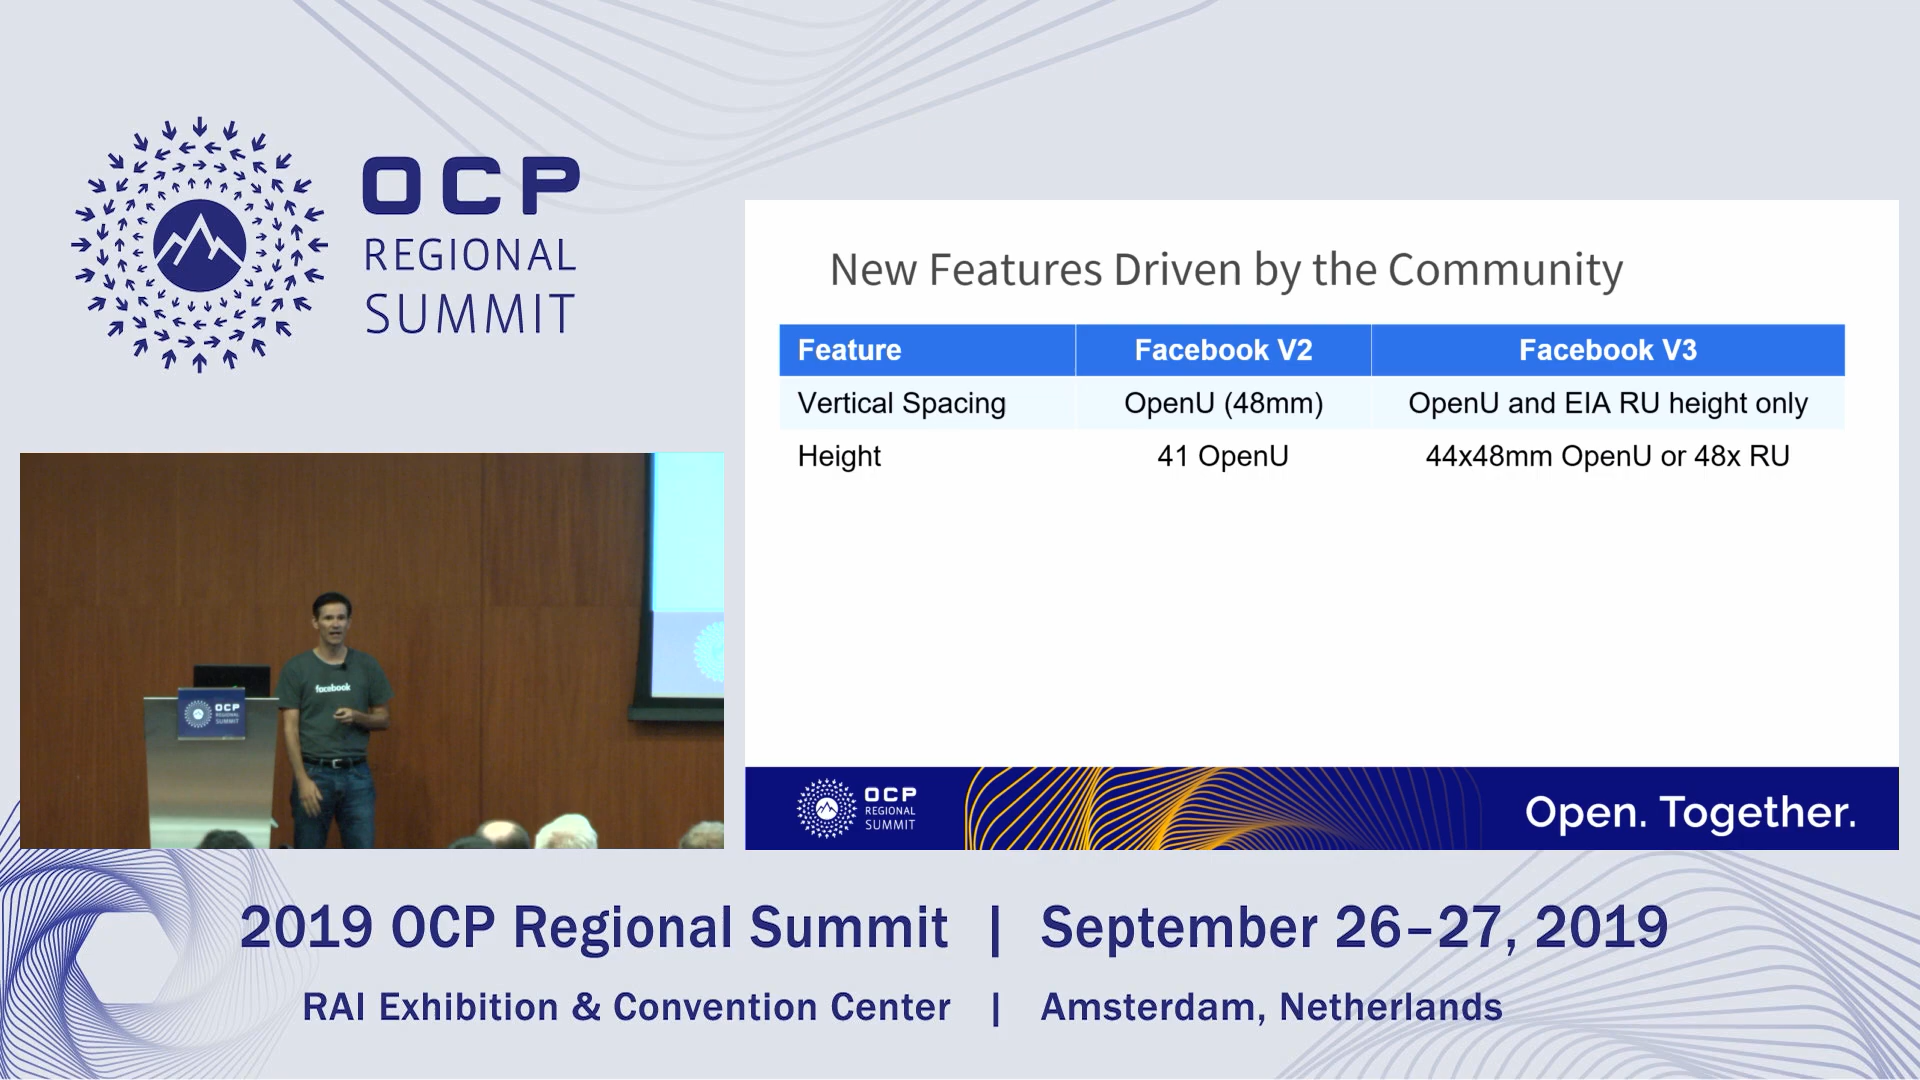 OCP
REGIONAL
SUMMIT
New Features Driven by the Community
Feature Facebook V2 Facebook V3
Vertical Spacing OpenU (48mm) OpenU and EIA RU height only
Height 41 OpenU 44x48mm OpenU or 48x RU
facebook
OCP
REGIONAL
SUMMIT
OCP
REGIONAL
SUMMIT
Open. Together.
2019 OCP Regional Summit | September 26–27, 2019
RAI Exhibition & Convention Center | Amsterdam, Netherlands